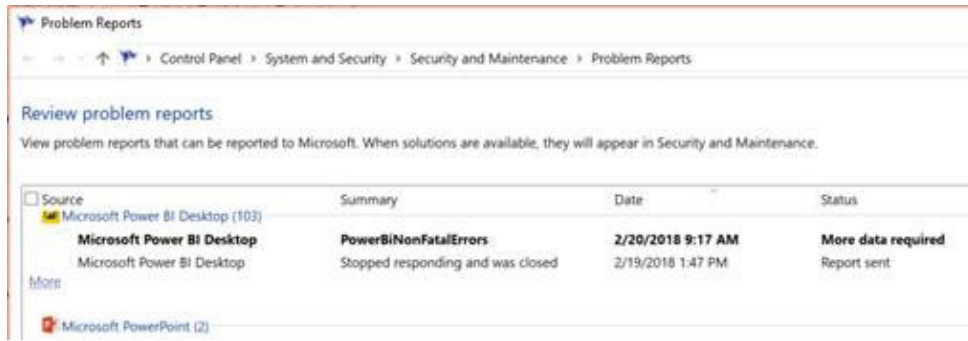 Problem Reports
Control Panel > System and Security > Security and Maintenance > Problem Reports
Review problem reports
View problem reports that can be reported to Microsoft. When solutions are available, they will appear in Security and Maintenance.
Source Summary Date Status
Microsoft Power BI Desktop (103)
Microsoft Power BI Desktop PowerBiNonFatalErrors 2/20/2018 9:17 AM More data required
Microsoft Power BI Desktop Stopped responding and was closed 2/19/2018 1:47 PM Report sent
More
Microsoft PowerPoint (2)